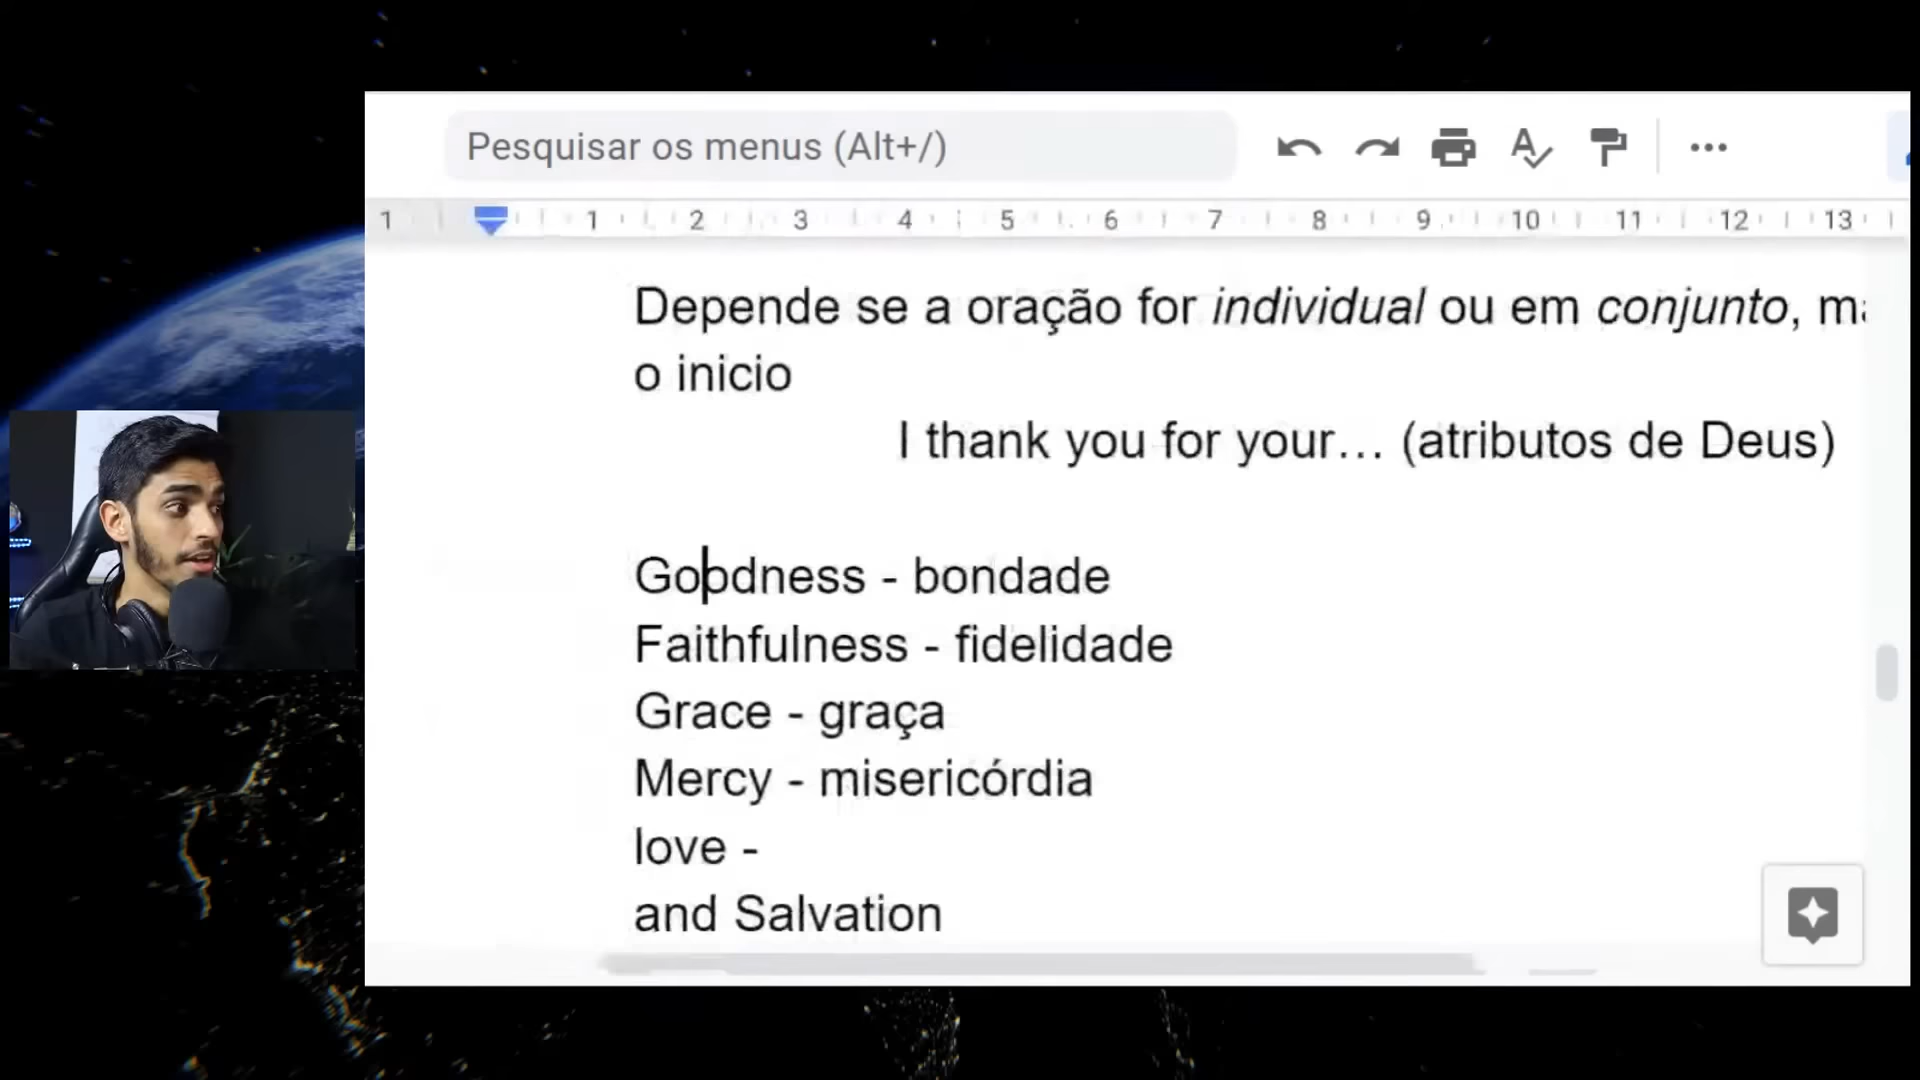 Pesquisar os menus (Alt+/)
1 1 2 3 4 5 6 7 8 9 10 11 12 13
Depende se a oração for individual ou em conjunto,
o inicio
I thank you for your... (atributos de Deus)
Goodness - bondade
Faithfulness - fidelidade
Grace - graça
Mercy - misericórdia
love -
and Salvation